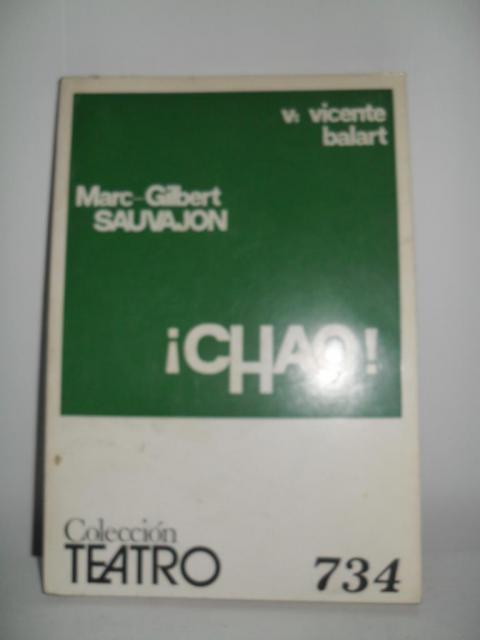 V: vicente
balart
Marc-Gilbert
SAUVAJON
¡CHAO!
Colección
TEATRO
734